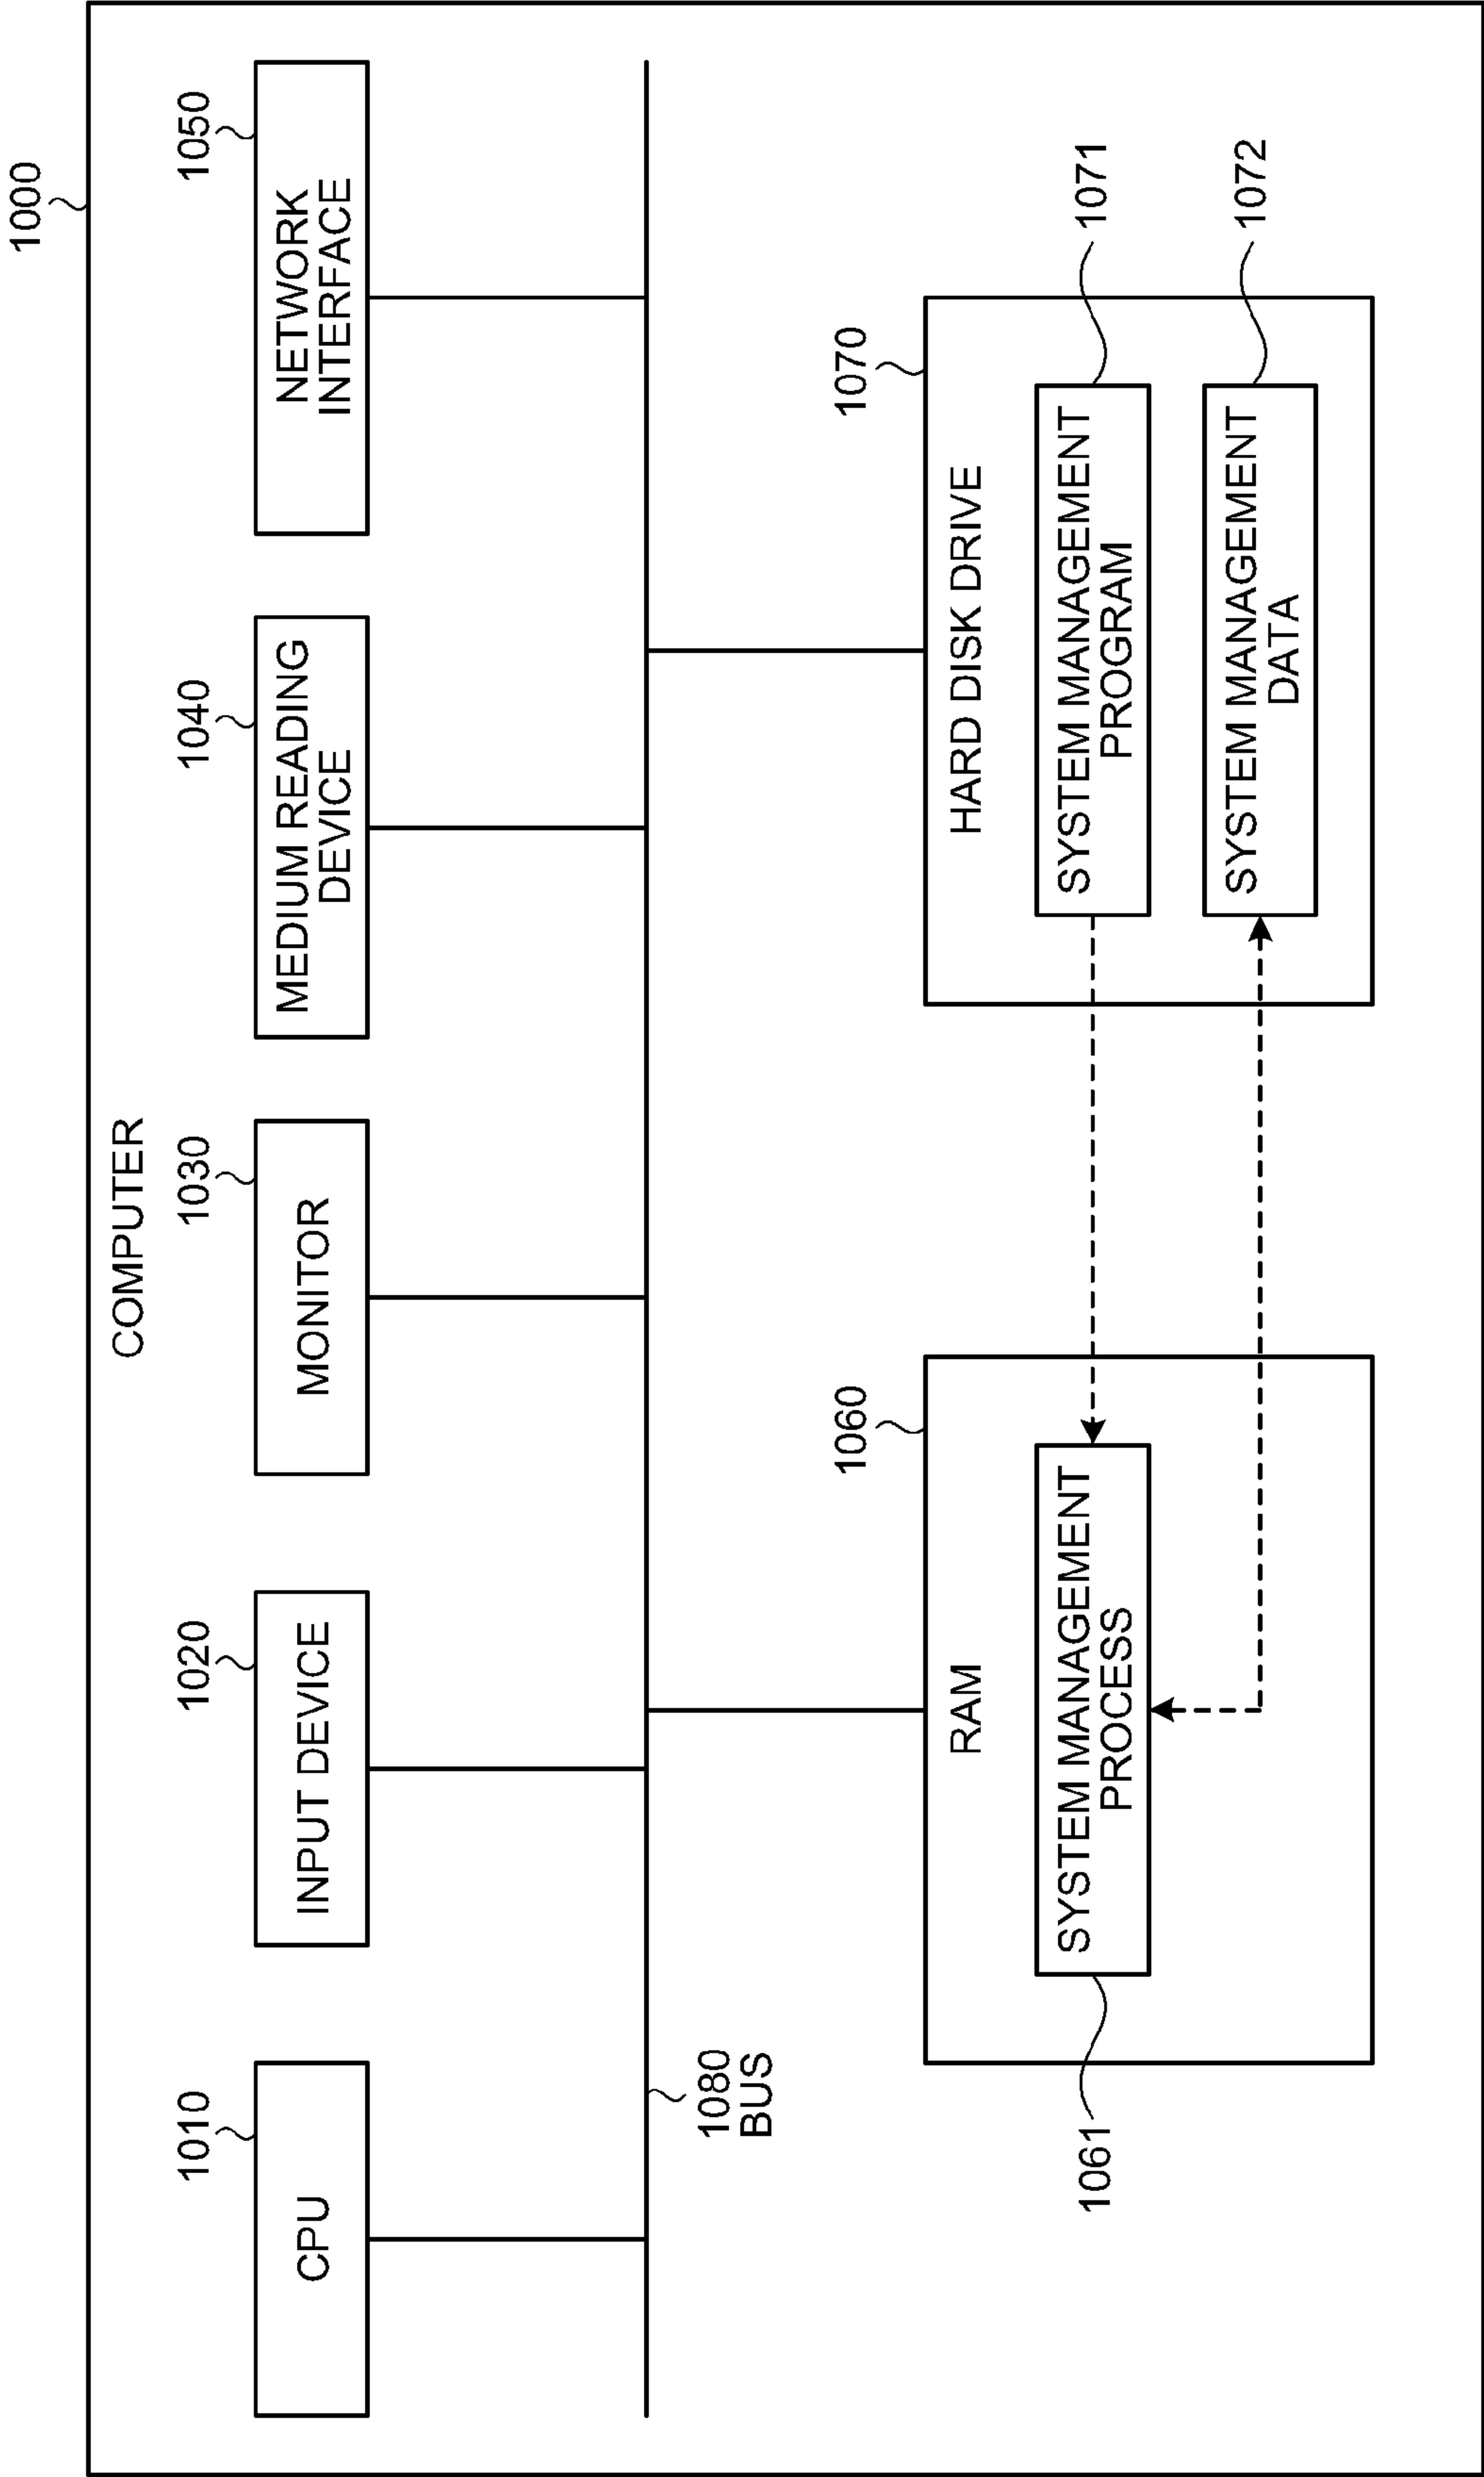 1000
COMPUTER
1010
1020
1030
1040
1050
CPU
INPUT DEVICE
MONITOR
MEDIUM READING
DEVICE
NETWORK
INTERFACE
1080
BUS
1060
1070
RAM
HARD DISK DRIVE
1061
SYSTEM MANAGEMENT
PROCESS
SYSTEM MANAGEMENT
PROGRAM
1071
SYSTEM MANAGEMENT
DATA
1072